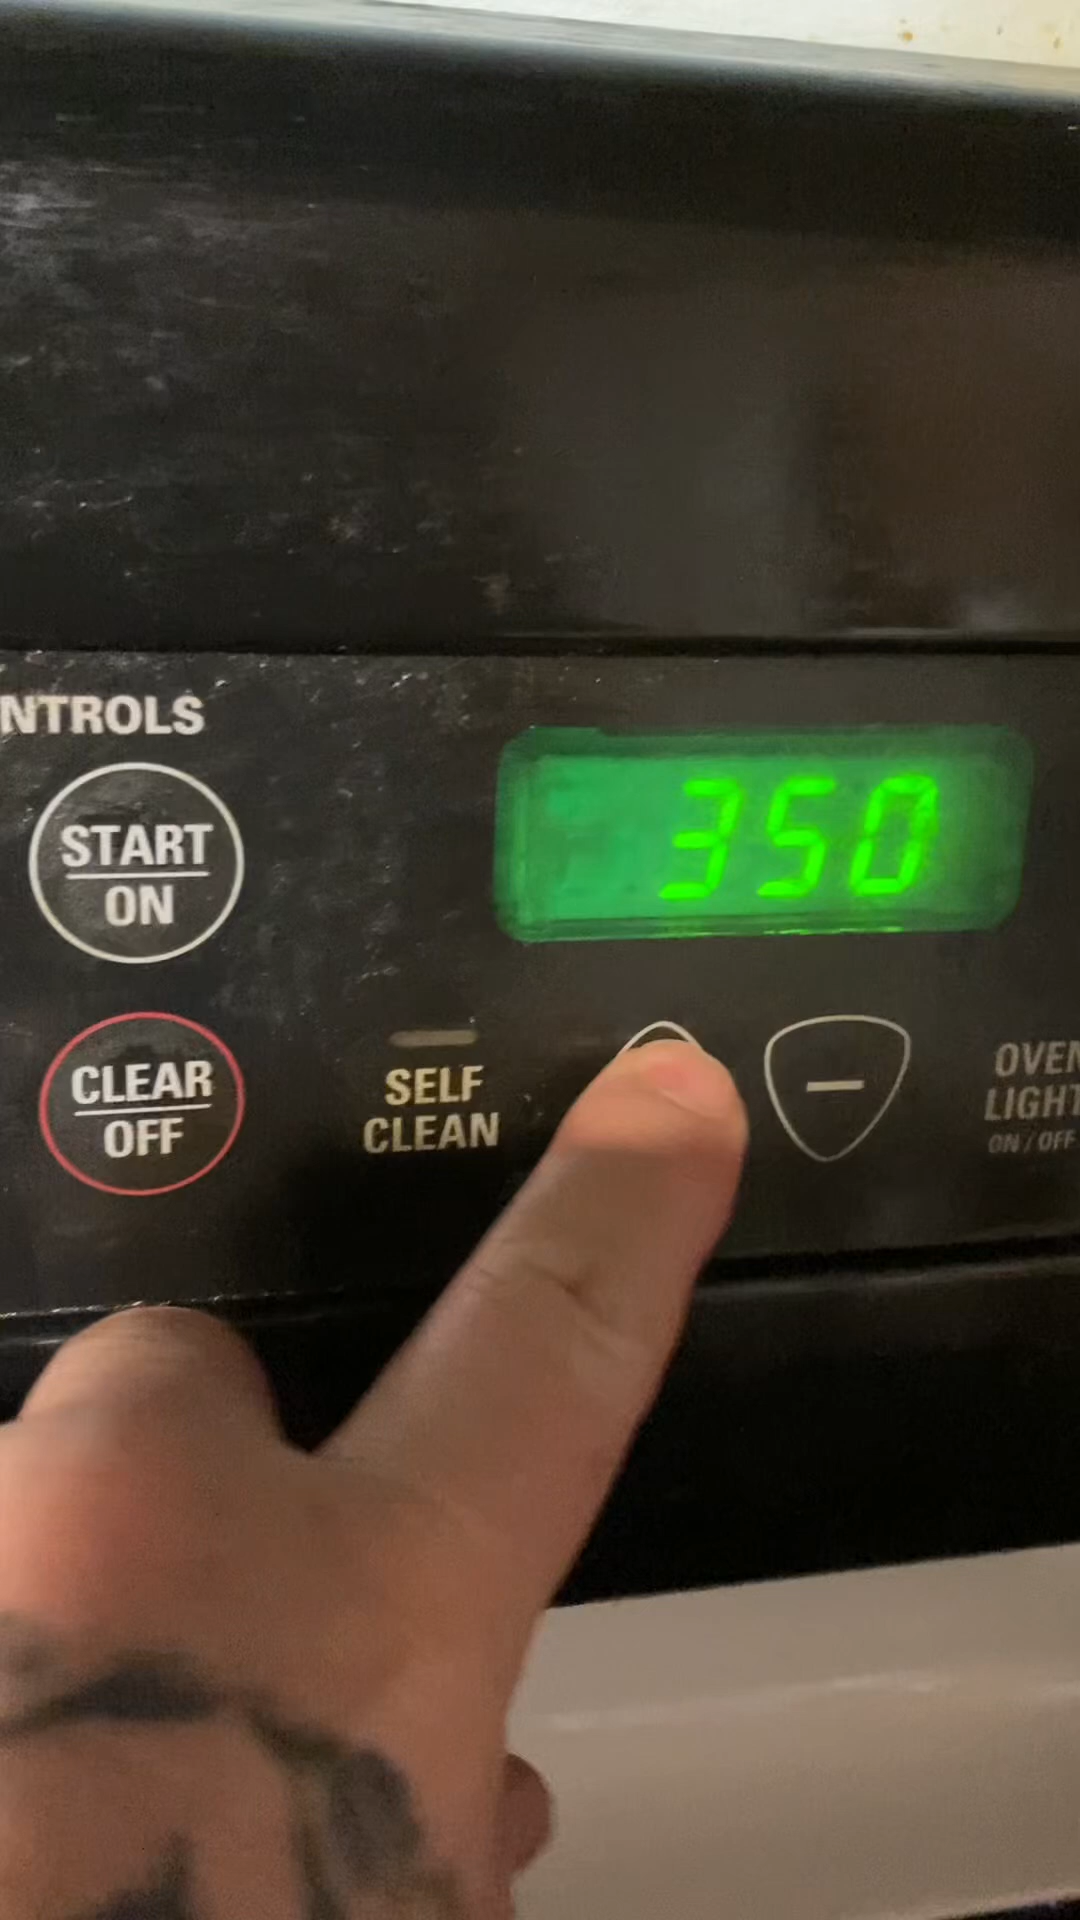 NTROLS
START
ON
350
CLEAR
OFF
SELF
CLEAN
−
OVEN
LIGHT
ON / OFF